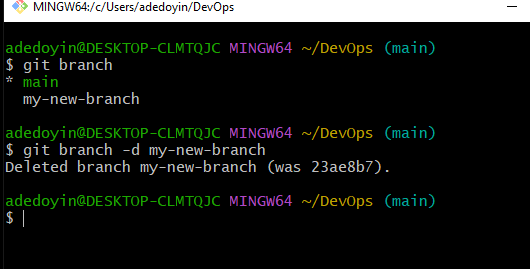 MINGW64:/c/Users/adedoyin/DevOps
adedoyin@DESKTOP-CLMTQJC MINGW64 ~/DevOps (main)
$ git branch
* main
  my-new-branch
adedoyin@DESKTOP-CLMTQJC MINGW64 ~/DevOps (main)
$ git branch -d my-new-branch
Deleted branch my-new-branch (was 23ae8b7).
adedoyin@DESKTOP-CLMTQJC MINGW64 ~/DevOps (main)
$